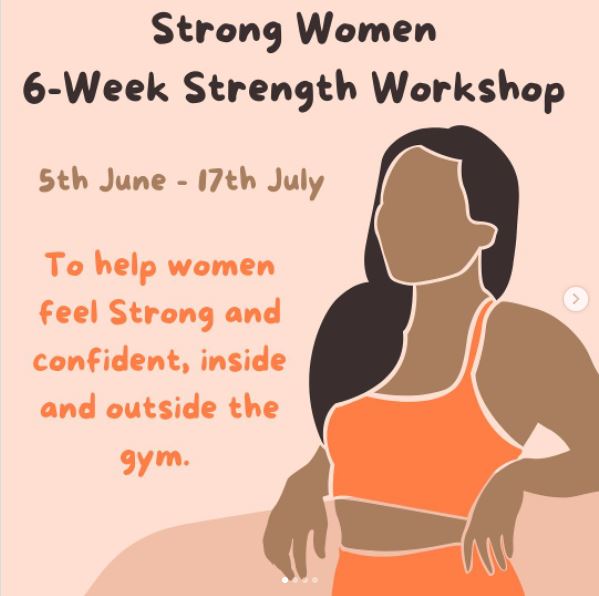 Strong Women
6-Week Strength Workshop
5th June - 17th July
To help women
feel Strong and
confident, inside
and outside the
gym.